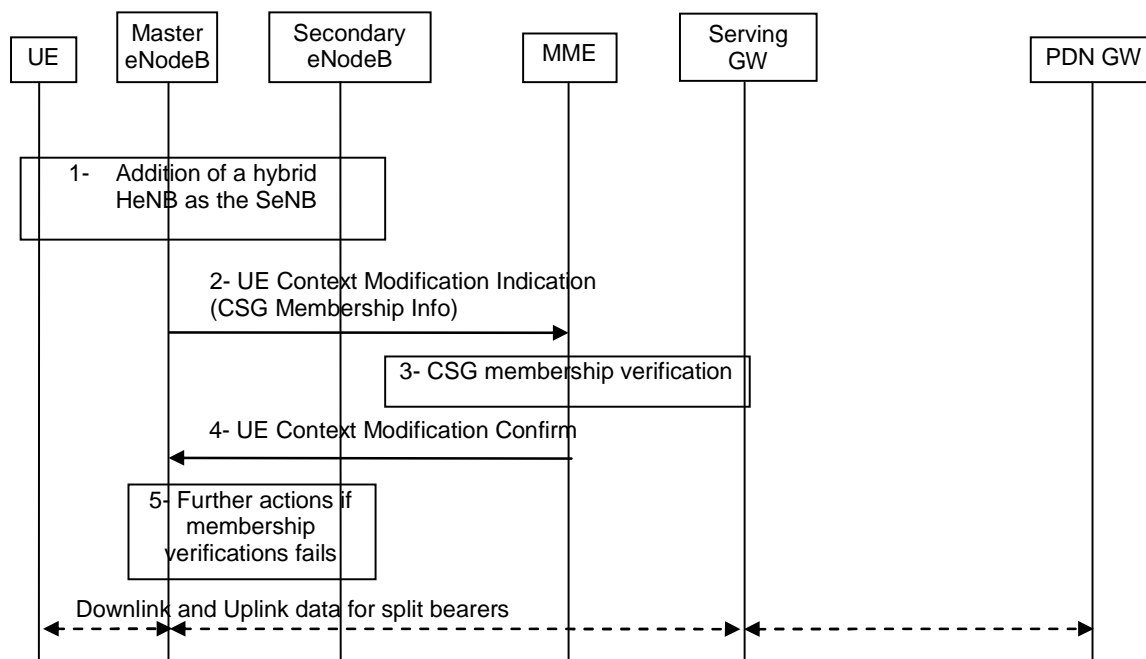 UE
Master
eNodeB
Secondary
eNodeB
MME
Serving
GW
PDN GW
1- Addition of a hybrid
HeNB as the SeNB
2- UE Context Modification Indication
(CSG Membership Info)
3- CSG membership verification
4- UE Context Modification Confirm
5- Further actions if
membership
verifications fails
Downlink and Uplink data for split bearers